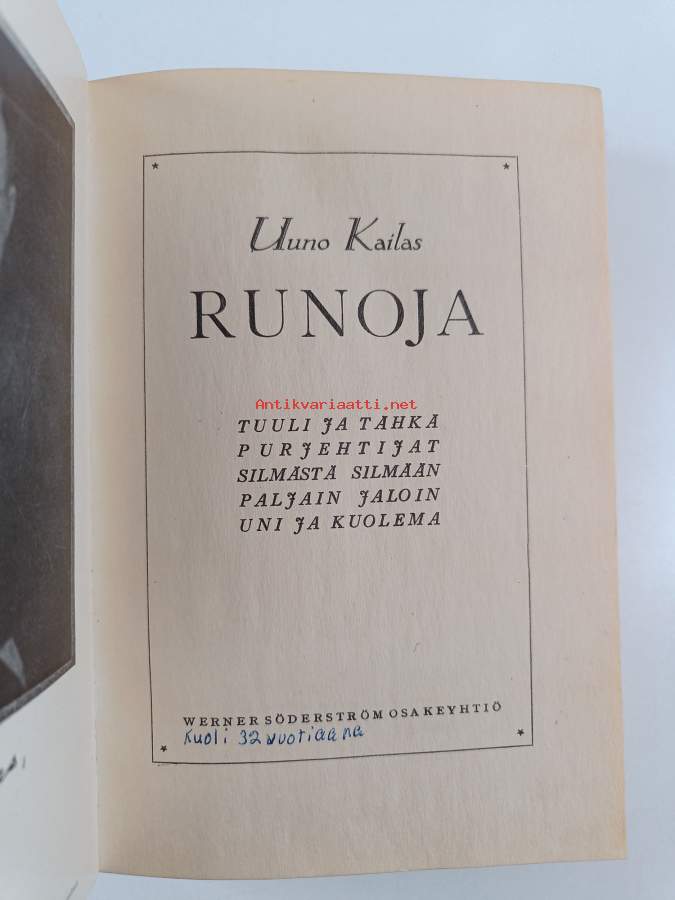 Uuno Kailas
RUNOJA
Antikvariaatti.net
TUULI JA TÄHKÄ
PURJEHTIJAT
SILMÄSTÄ SILMÄÄN
PALJAIN JALOIN
UNI JA KUOLEMA
WERNER SÖDERSTRÖM OSAKEYHTIÖ
Kuoli 32 vuotiaana